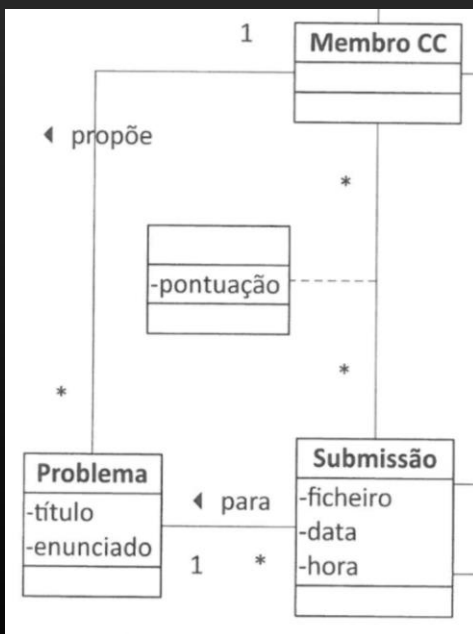 1
Membro CC
◀ propõe
*
-pontuação
*
*
Problema
-título
-enunciado
◀ para
1 *
Submissão
-ficheiro
-data
-hora